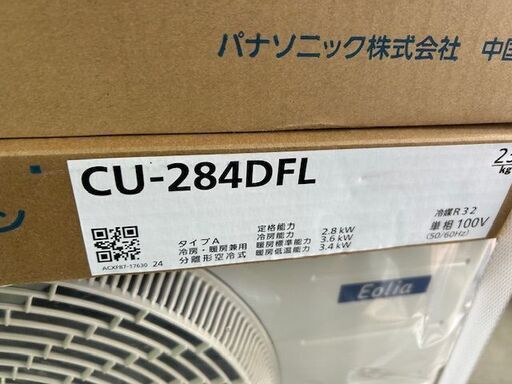 パナソニック株式会社 中国
CU-284DFL
23
kg
タイプA
冷房・暖房兼用
分離形空冷式
定格能力
冷房能力 2.8 kW
暖房標準能力 3.6 kW
暖房低温能力 3.4 kW
冷媒R32
単相100V
(50/60Hz)
ACXF87-17630 24
ン
Eolia